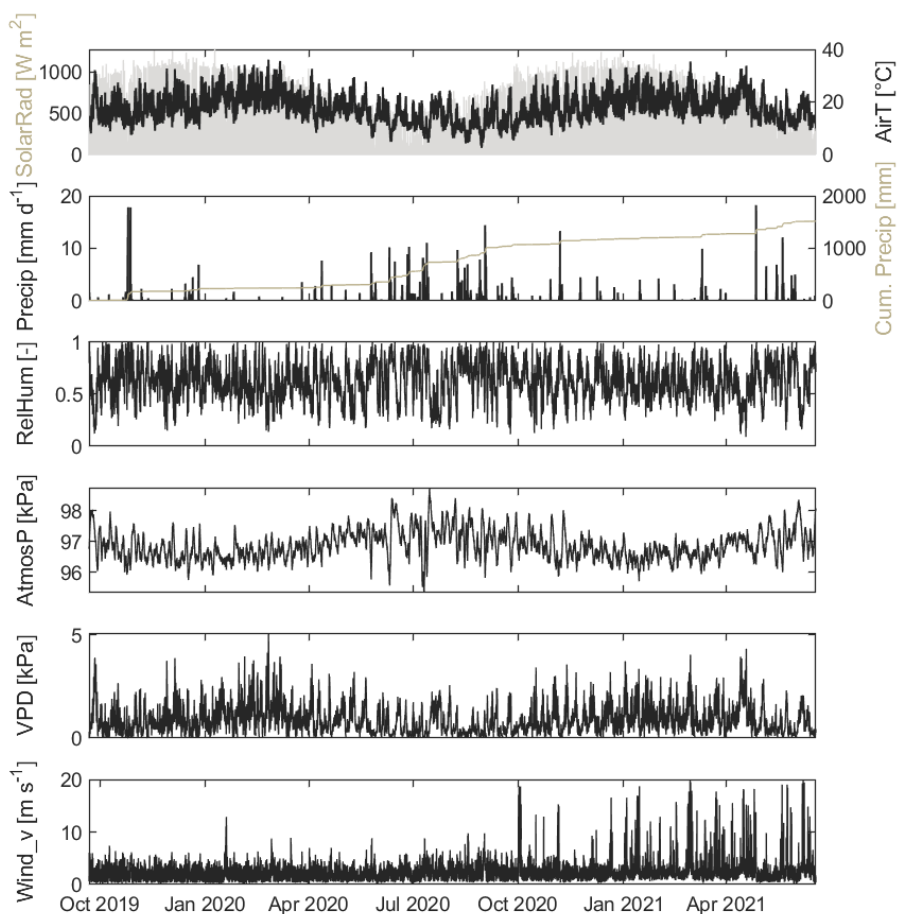 SolarRad [W m²]
1000
500
0
40
20
0
AirT [°C]
Precip [mm d⁻¹]
20
10
0
2000
1000
0
Cum. Precip [mm]
RelHum [-]
1
0.5
0
AtmosP [kPa]
98
97
96
VPD [kPa]
5
0
Wind_v [m s⁻¹]
20
10
0
Oct 2019 Jan 2020 Apr 2020 Jul 2020 Oct 2020 Jan 2021 Apr 2021